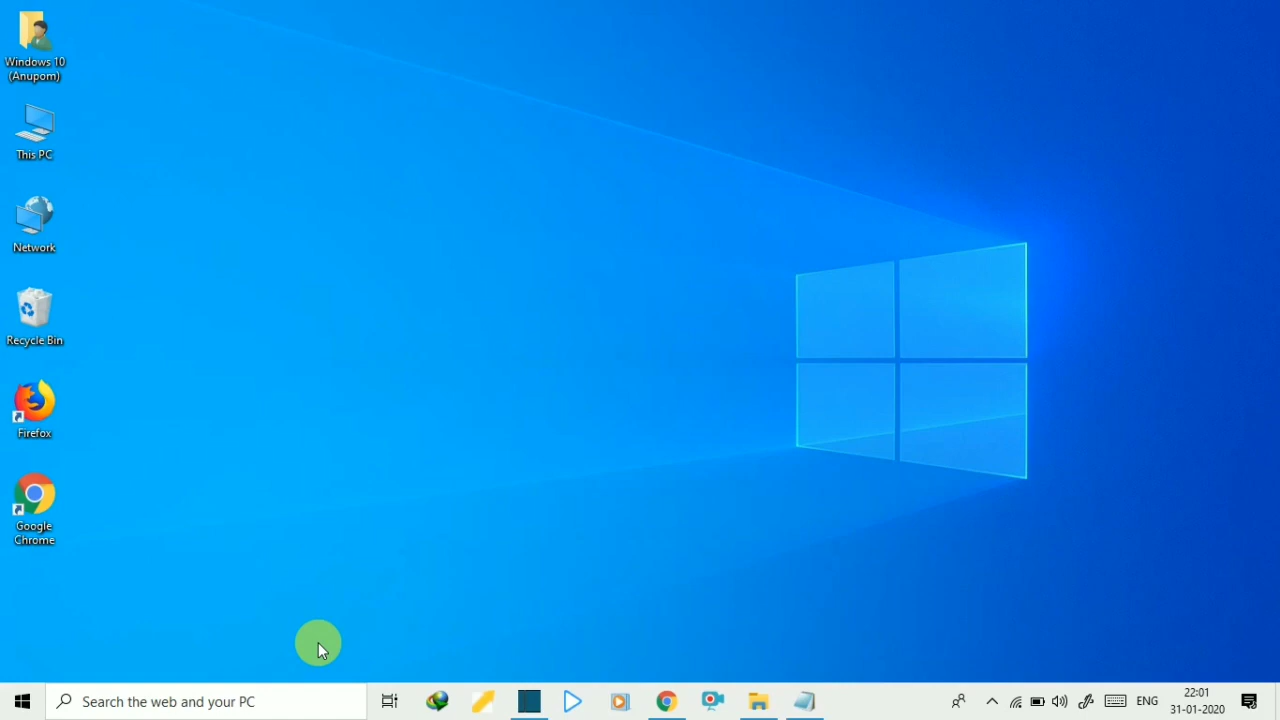 Windows 10
(Anupom)
This PC
Network
Recycle Bin
Firefox
Google
Chrome
Search the web and your PC
ENG
22:01
31-01-2020